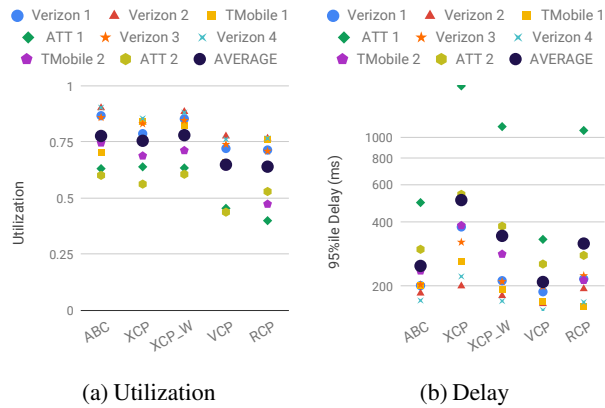 Verizon 1 Verizon 2 TMobile 1
ATT 1 Verizon 3 Verizon 4
TMobile 2 ATT 2 AVERAGE
1
0.75
0.5
0.25
0
Utilization
ABC XCP XCP_W VCP RCP
(a) Utilization
Verizon 1 Verizon 2 TMobile 1
ATT 1 Verizon 3 Verizon 4
TMobile 2 ATT 2 AVERAGE
1000
800
600
400
200
95%ile Delay (ms)
ABC XCP XCP_W VCP RCP
(b) Delay